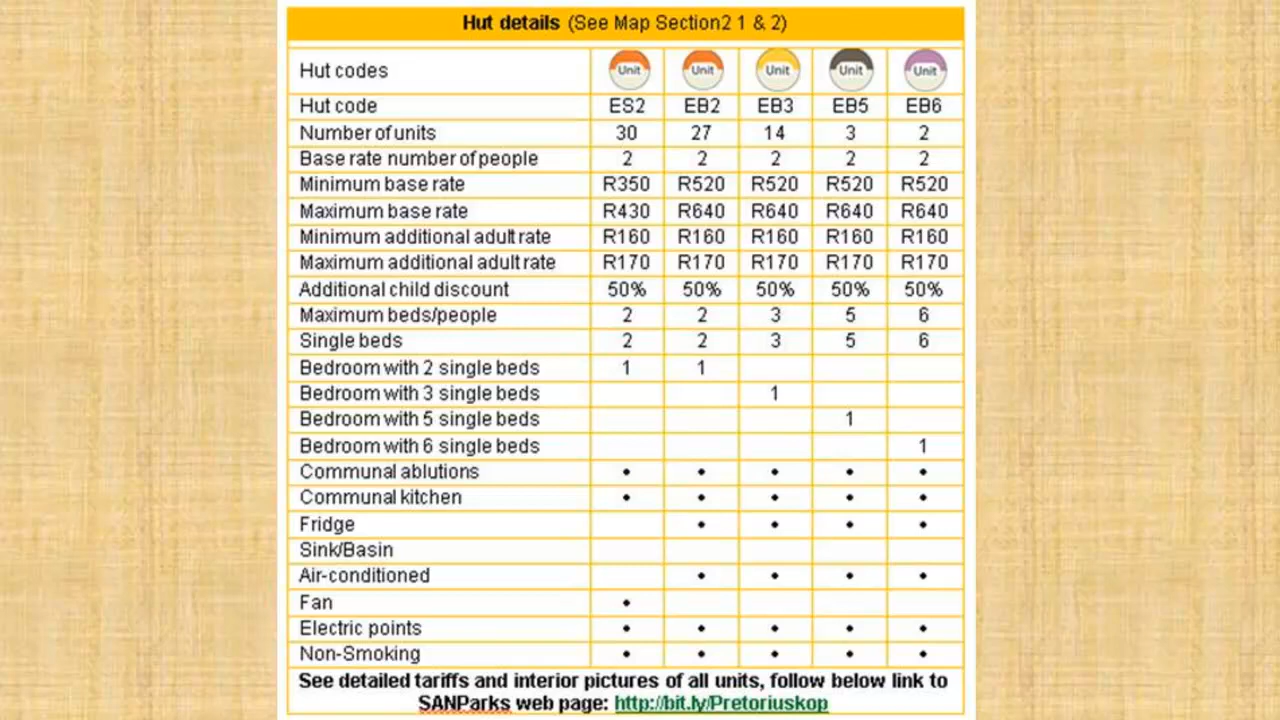 Hut details (See Map Section2 1 & 2)
Hut codes Unit Unit Unit Unit Unit
Hut code ES2 EB2 EB3 EB5 EB6
Number of units 30 27 14 3 2
Base rate number of people 2 2 2 2 2
Minimum base rate R350 R520 R520 R520 R520
Maximum base rate R430 R640 R640 R640 R640
Minimum additional adult rate R160 R160 R160 R160 R160
Maximum additional adult rate R170 R170 R170 R170 R170
Additional child discount 50% 50% 50% 50% 50%
Maximum beds/people 2 2 3 5 6
Single beds 2 2 3 5 6
Bedroom with 2 single beds 1 1
Bedroom with 3 single beds 1
Bedroom with 5 single beds 1
Bedroom with 6 single beds 1
Communal ablutions • • • • •
Communal kitchen • • • • •
Fridge • • • •
Sink/Basin
Air-conditioned • • • •
Fan •
Electric points • • • • •
Non-Smoking • • • • •
See detailed tariffs and interior pictures of all units, follow below link to
SANParks web page: http://bit.ly/Pretoriuskop